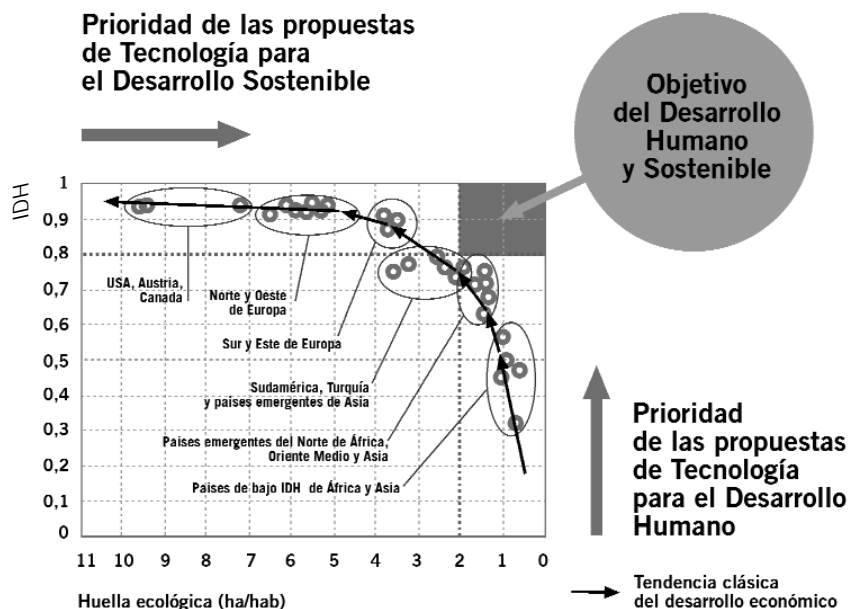 Prioridad de las propuestas
de Tecnología para
el Desarrollo Sostenible
Objetivo
del Desarrollo
Humano
y Sostenible
IDH
1
0,9
0,8
0,7
0,6
0,5
0,4
0,3
0,2
0,1
0
USA, Austria,
Canada
Norte y Oeste
de Europa
Sur y Este de Europa
Sudamérica, Turquía
y paises emergentes de Asia
Paises emergentes del Norte de África,
Oriente Medio y Asia
Paises de bajo IDH de África y Asia
11 10 9 8 7 6 5 4 3 2 1 0
Huella ecológica (ha/hab)
Prioridad
de las propuestas
de Tecnología
para el Desarrollo
Humano
Tendencia clásica
del desarrollo económico